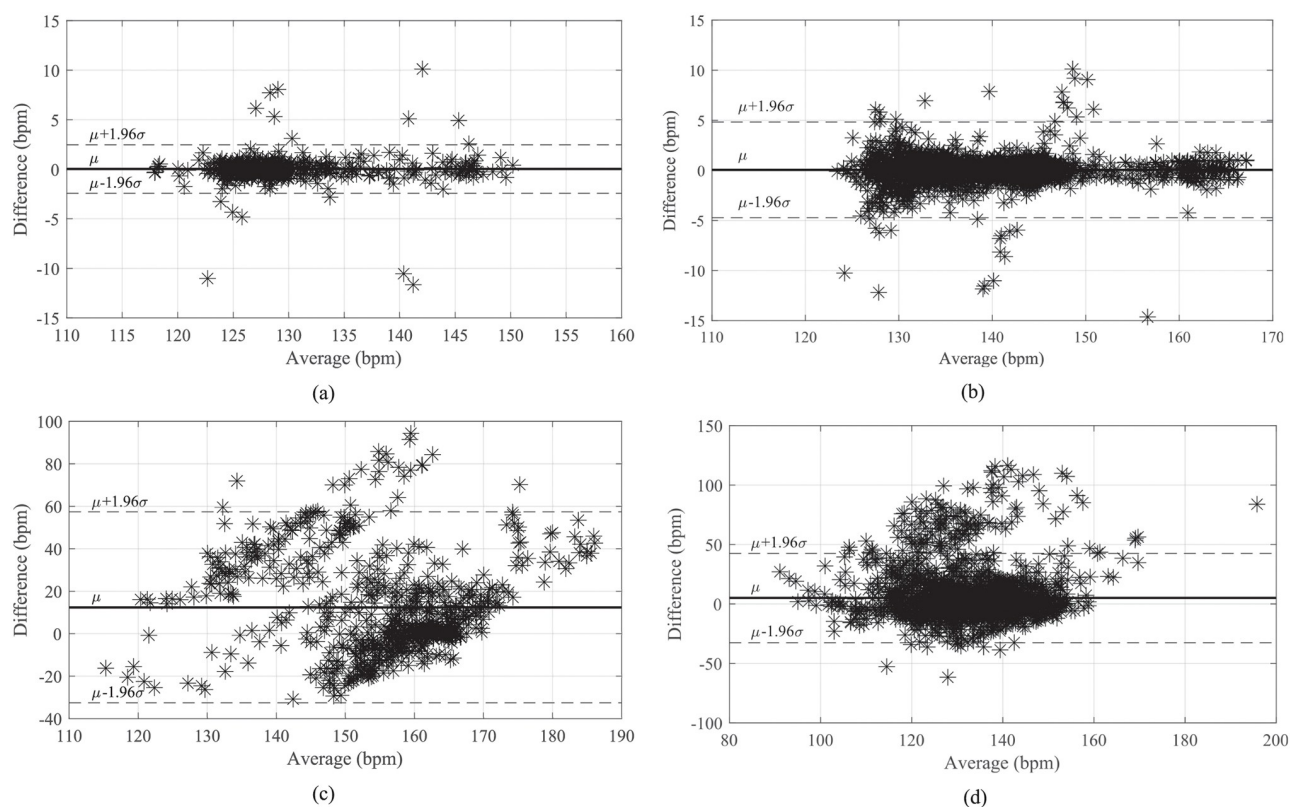 15
10
5
0
-5
-10
-15
Difference (bpm)
μ+1.96σ
μ
μ-1.96σ
110 115 120 125 130 135 140 145 150 155 160
Average (bpm)
(a)
15
10
5
0
-5
-10
-15
Difference (bpm)
μ+1.96σ
μ
μ-1.96σ
110 120 130 140 150 160 170
Average (bpm)
(b)
100
80
60
40
20
0
-20
-40
Difference (bpm)
μ+1.96σ
μ
μ-1.96σ
110 120 130 140 150 160 170 180 190
Average (bpm)
(c)
150
100
50
0
-50
-100
Difference (bpm)
μ+1.96σ
μ
μ-1.96σ
80 100 120 140 160 180 200
Average (bpm)
(d)